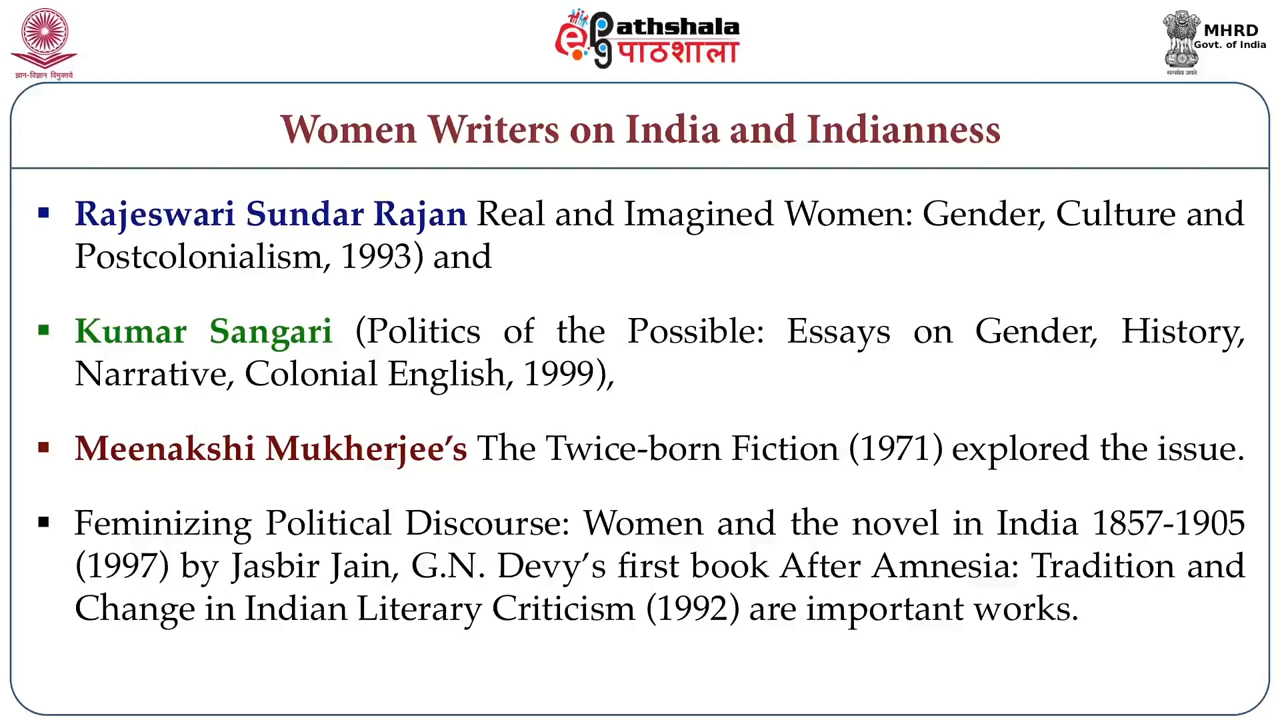 ज्ञान-विज्ञान विमुक्तये
ePathshala
पाठशाला
MHRD
Govt. of India
सत्यमेव जयते
Women Writers on India and Indianness
▪ Rajeswari Sundar Rajan Real and Imagined Women: Gender, Culture and
Postcolonialism, 1993) and
▪ Kumar Sangari (Politics of the Possible: Essays on Gender, History,
Narrative, Colonial English, 1999),
▪ Meenakshi Mukherjee’s The Twice-born Fiction (1971) explored the issue.
▪ Feminizing Political Discourse: Women and the novel in India 1857-1905
(1997) by Jasbir Jain, G.N. Devy’s first book After Amnesia: Tradition and
Change in Indian Literary Criticism (1992) are important works.